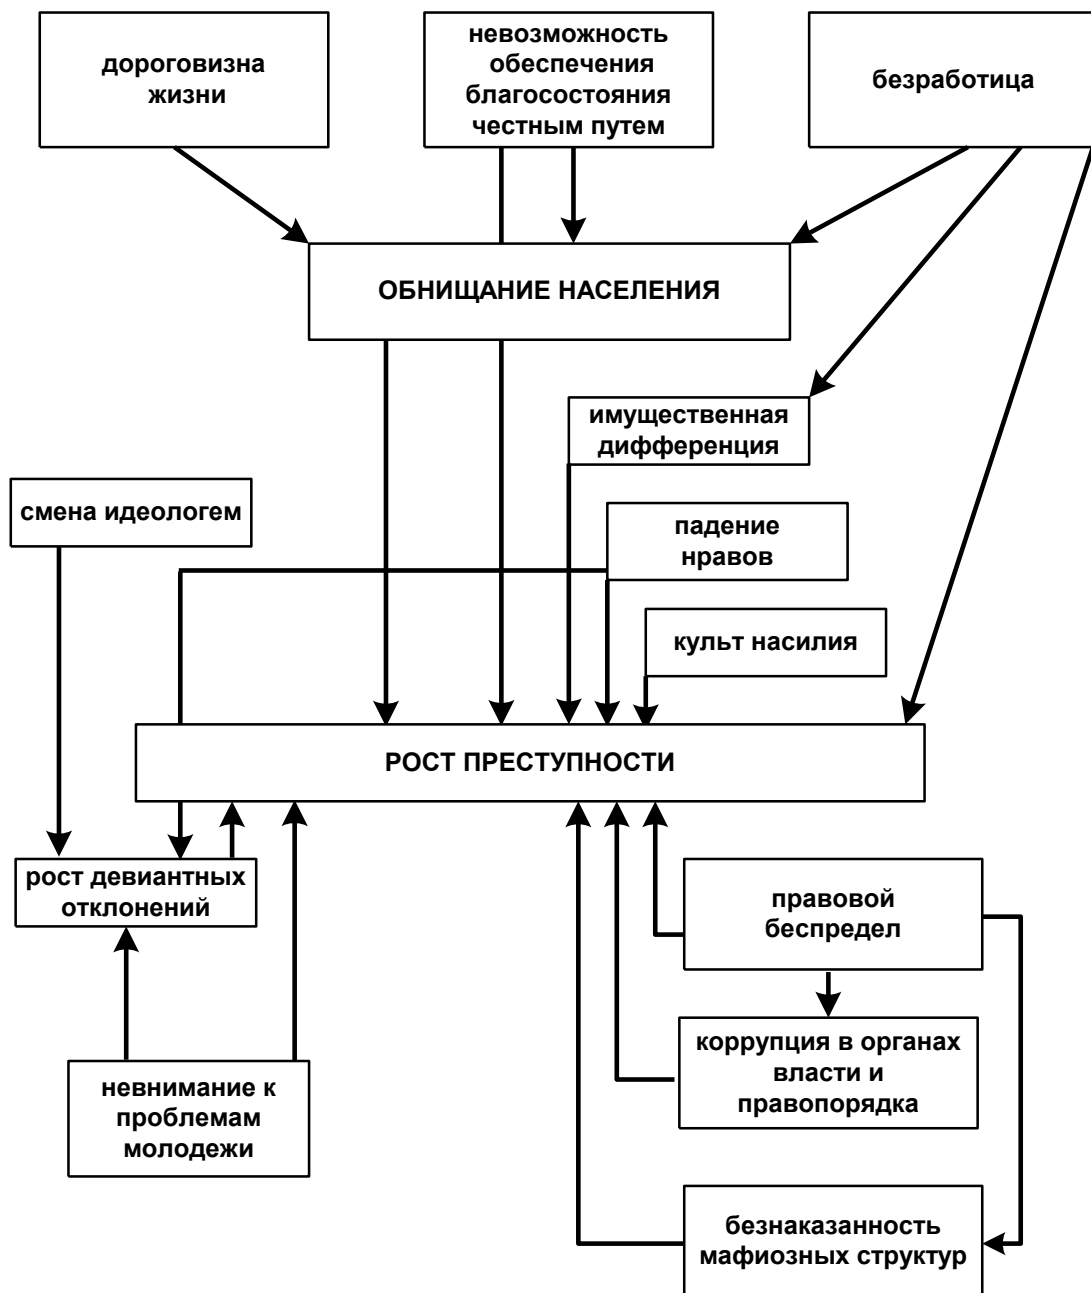 дороговизна
жизни
невозможность
обеспечения
благосостояния
честным путем
безработица
ОБНИЩАНИЕ НАСЕЛЕНИЯ
имущественная
дифференция
смена идеологем
падение
нравов
культ насилия
РОСТ ПРЕСТУПНОСТИ
рост девиантных
отклонений
правовой
беспредел
коррупция в органах
власти и
правопорядка
невнимание к
проблемам
молодежи
безнаказанность
мафиозных структур